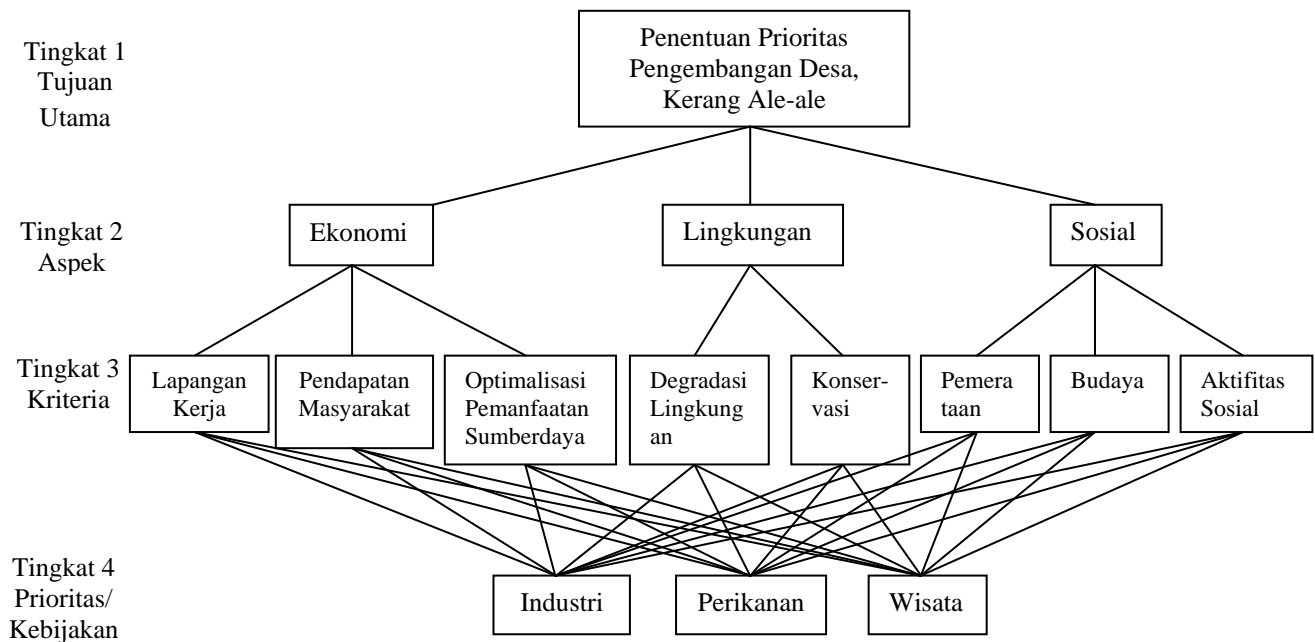 Tingkat 1
Tujuan
Utama
Penentuan Prioritas
Pengembangan Desa,
Kerang Ale-ale
Tingkat 2
Aspek
Ekonomi
Lingkungan
Sosial
Tingkat 3
Kriteria
Lapangan
Kerja
Pendapatan
Masyarakat
Optimalisasi
Pemanfaatan
Sumberdaya
Degradasi
Lingkung
an
Konser-
vasi
Pemera
taan
Budaya
Aktifitas
Sosial
Tingkat 4
Prioritas/
Kebijakan
Industri
Perikanan
Wisata